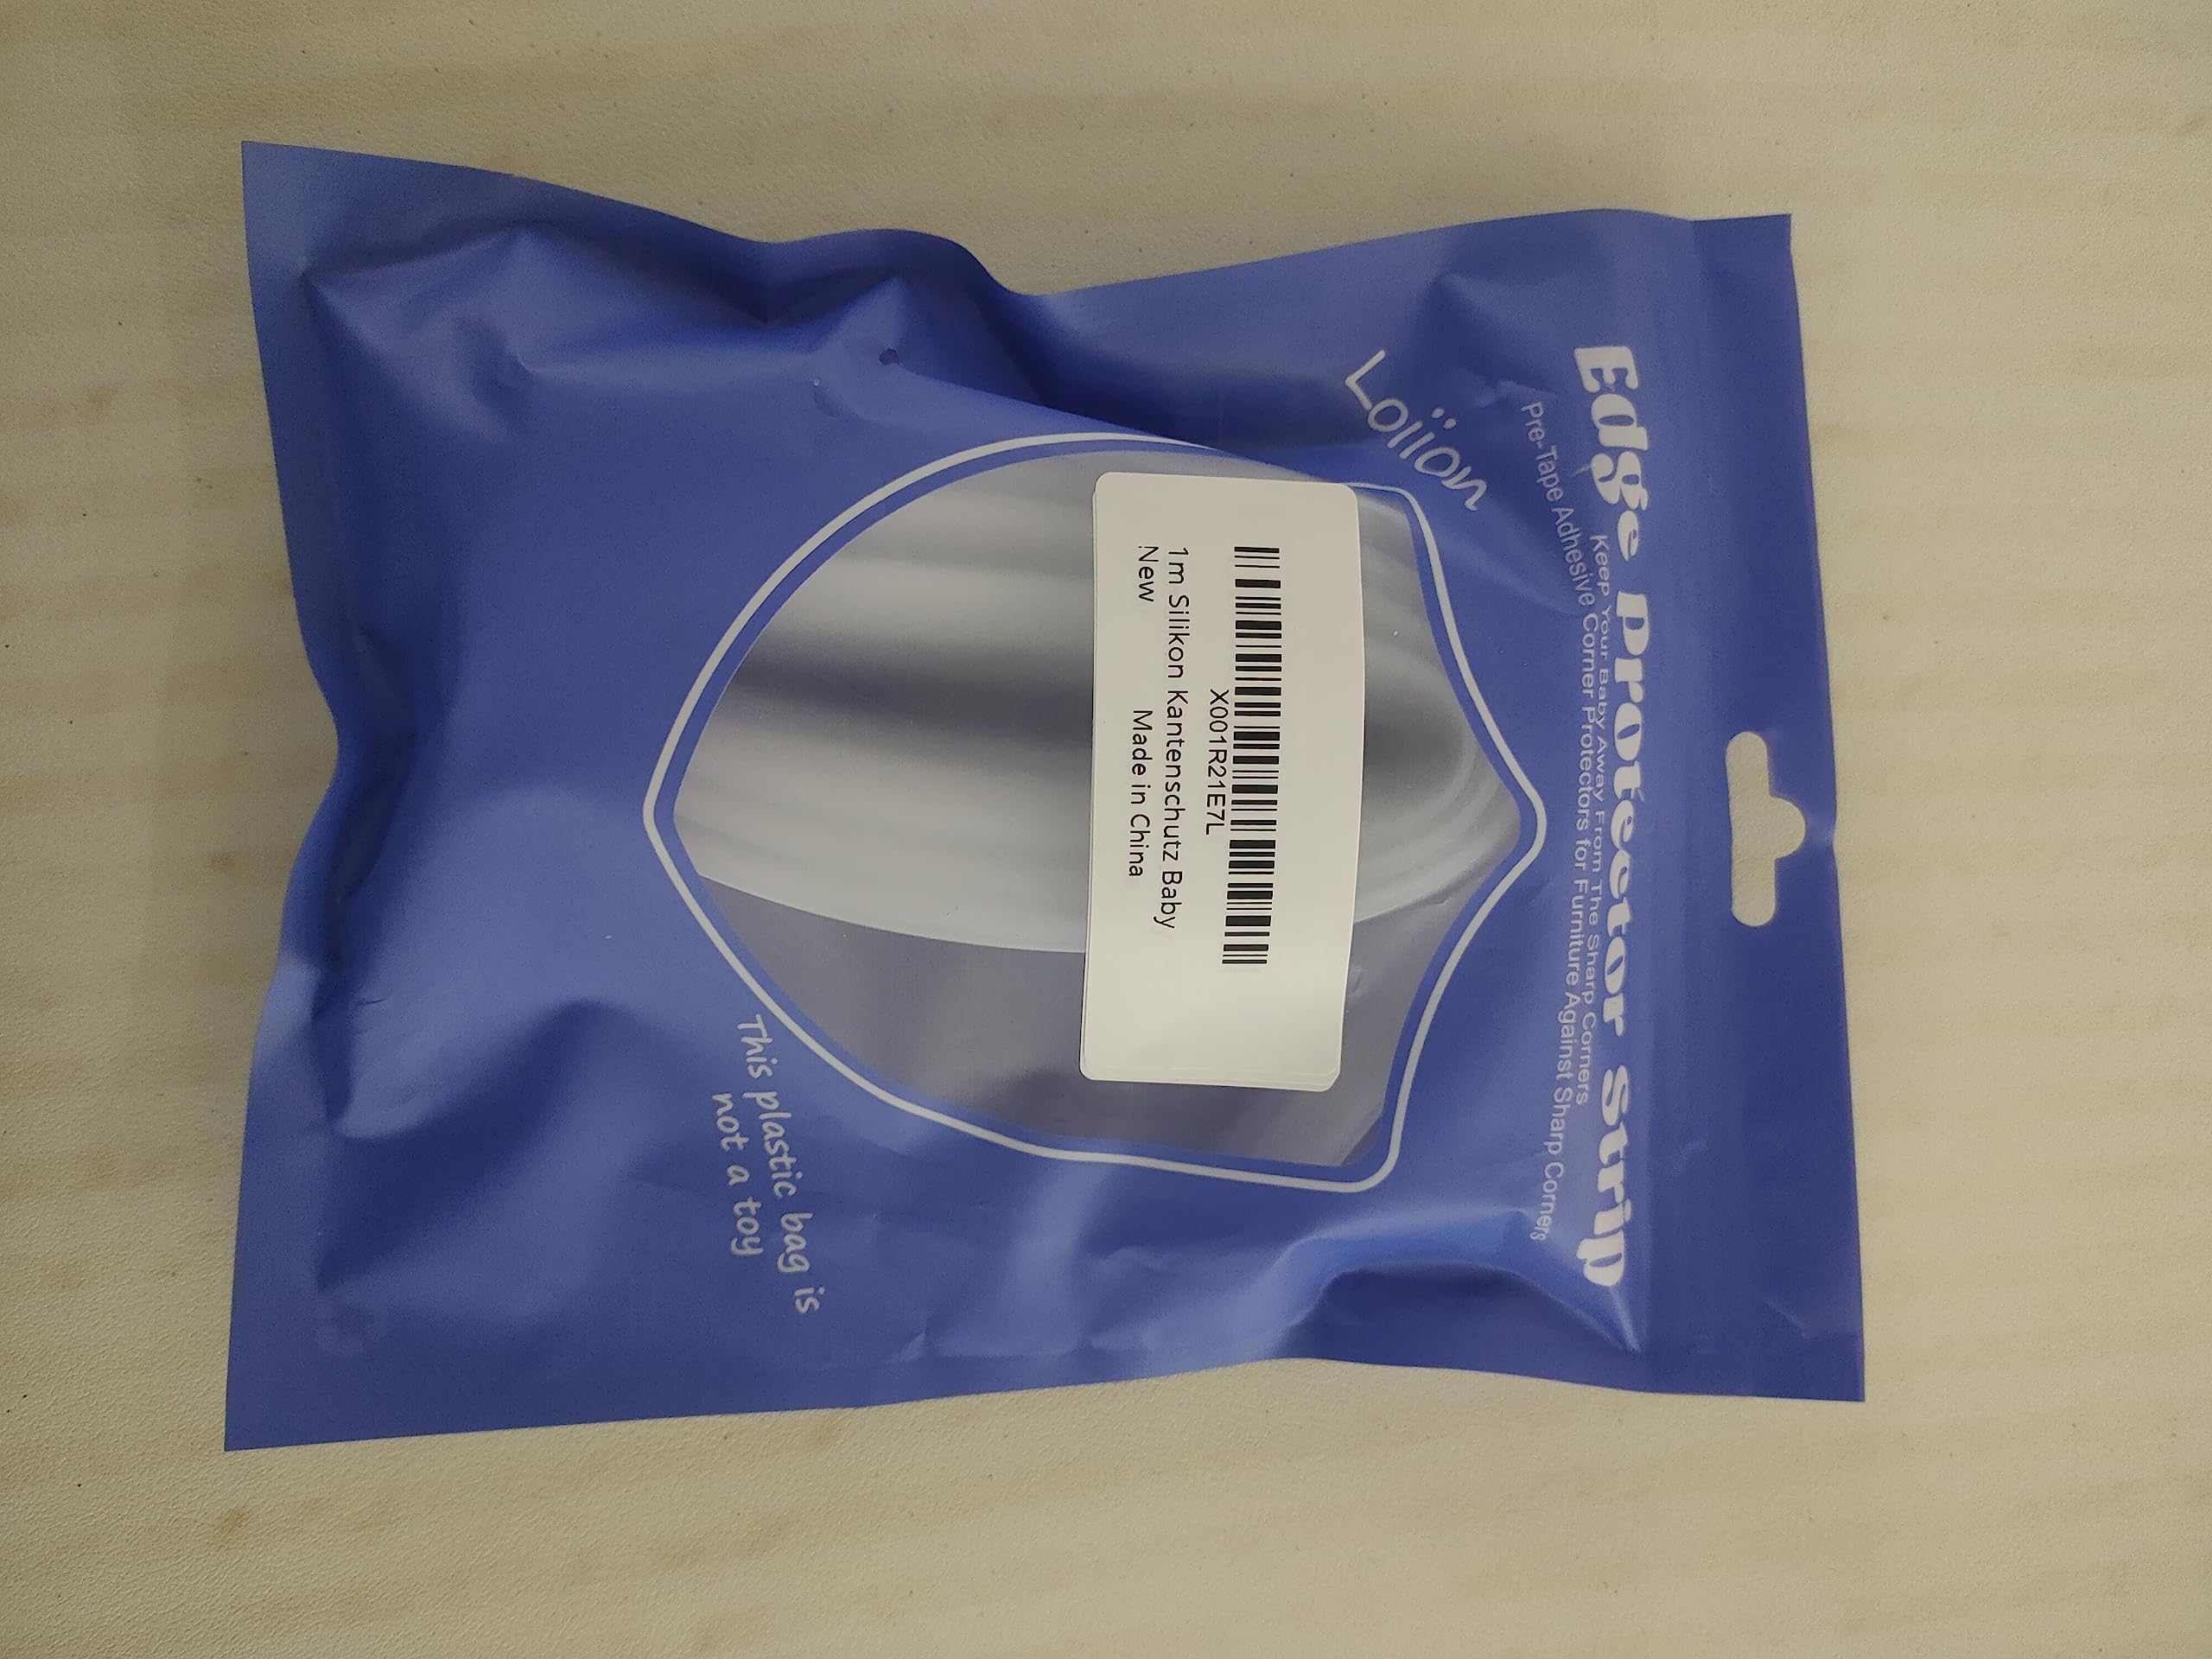 Edge Protector Strip
Keep Your Baby Away From The Sharp Corners
Pre-Tape Adhesive Corner Protectors for Furniture Against Sharp Corners
Loïïon
X001R21E7L
1m Silikon Kantenschutz Baby
New
Made in China
This plastic bag is
not a toy